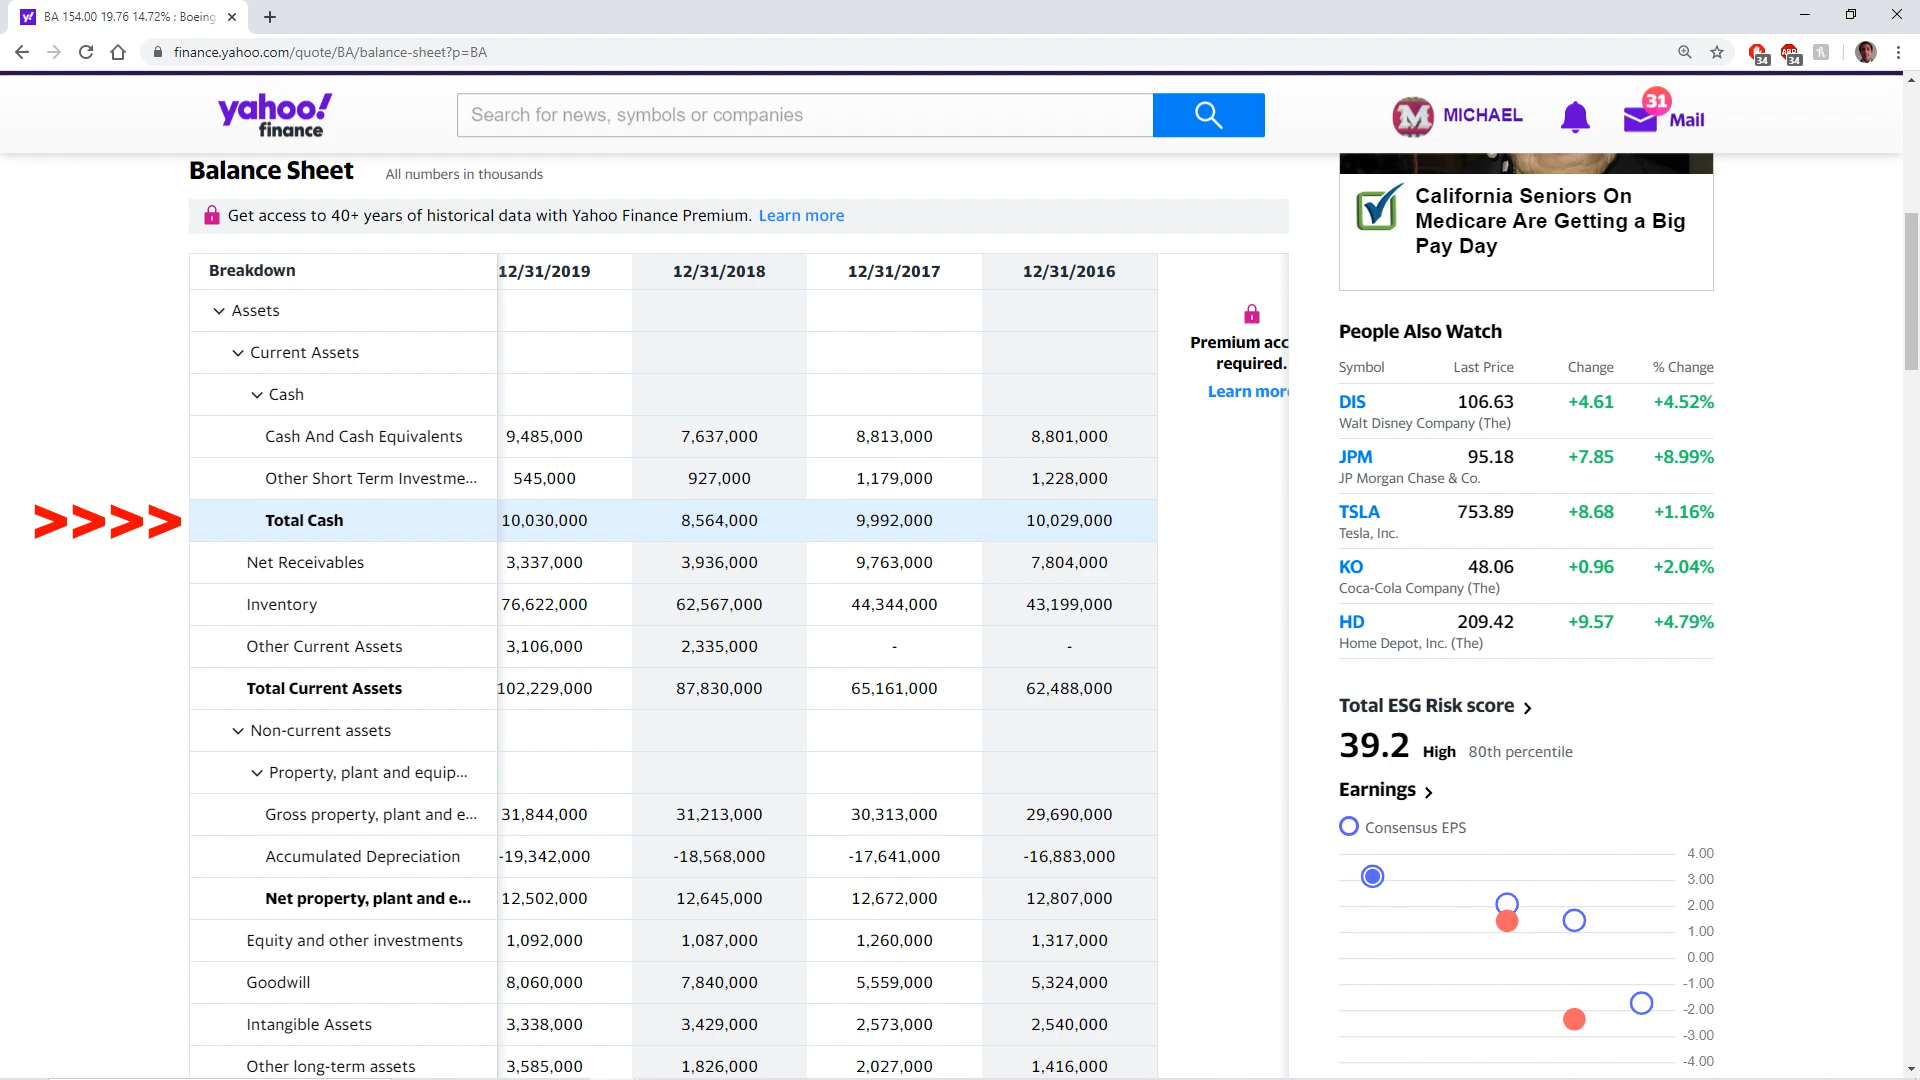 BA 154.00 19.76 14.72% : Boeing
finance.yahoo.com/quote/BA/balance-sheet?p=BA
34
34
yahoo!
finance
Search for news, symbols or companies
M
MICHAEL
31
Mail
Balance Sheet All numbers in thousands
Get access to 40+ years of historical data with Yahoo Finance Premium. Learn more
Breakdown 12/31/2019 12/31/2018 12/31/2017 12/31/2016
Assets
Current Assets
Cash
Cash And Cash Equivalents 9,485,000 7,637,000 8,813,000 8,801,000
Other Short Term Investme... 545,000 927,000 1,179,000 1,228,000
>>>> Total Cash 10,030,000 8,564,000 9,992,000 10,029,000
Net Receivables 3,337,000 3,936,000 9,763,000 7,804,000
Inventory 76,622,000 62,567,000 44,344,000 43,199,000
Other Current Assets 3,106,000 2,335,000 - -
Total Current Assets 102,229,000 87,830,000 65,161,000 62,488,000
Non-current assets
Property, plant and equip...
Gross property, plant and e... 31,844,000 31,213,000 30,313,000 29,690,000
Accumulated Depreciation -19,342,000 -18,568,000 -17,641,000 -16,883,000
Net property, plant and e... 12,502,000 12,645,000 12,672,000 12,807,000
Equity and other investments 1,092,000 1,087,000 1,260,000 1,317,000
Goodwill 8,060,000 7,840,000 5,559,000 5,324,000
Intangible Assets 3,338,000 3,429,000 2,573,000 2,540,000
Other long-term assets 3,585,000 1,826,000 2,027,000 1,416,000
Premium acc
required.
Learn more
California Seniors On
Medicare Are Getting a Big
Pay Day
People Also Watch
Symbol Last Price Change % Change
DIS 106.63 +4.61 +4.52%
Walt Disney Company (The)
JPM 95.18 +7.85 +8.99%
JP Morgan Chase & Co.
TSLA 753.89 +8.68 +1.16%
Tesla, Inc.
KO 48.06 +0.96 +2.04%
Coca-Cola Company (The)
HD 209.42 +9.57 +4.79%
Home Depot, Inc. (The)
Total ESG Risk score
39.2 High 80th percentile
Earnings
Consensus EPS
4.00
3.00
2.00
1.00
0.00
-1.00
-2.00
-3.00
-4.00